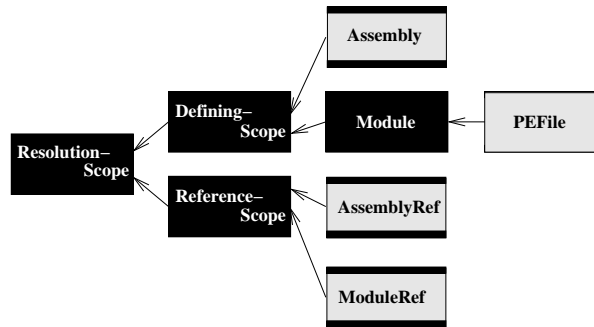 Assembly
Defining–
Scope
Module
PEFile
Resolution–
Scope
Reference–
Scope
AssemblyRef
ModuleRef